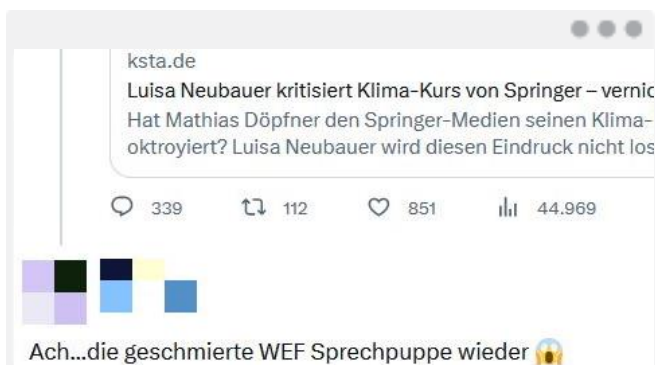 ksta.de
Luisa Neubauer kritisiert Klima-Kurs von Springer – vernic
Hat Mathias Döpfner den Springer-Medien seinen Klima-
oktroyiert? Luisa Neubauer wird diesen Eindruck nicht los
339 112 851 44.969
Ach...die geschmierte WEF Sprechpuppe wieder 😱